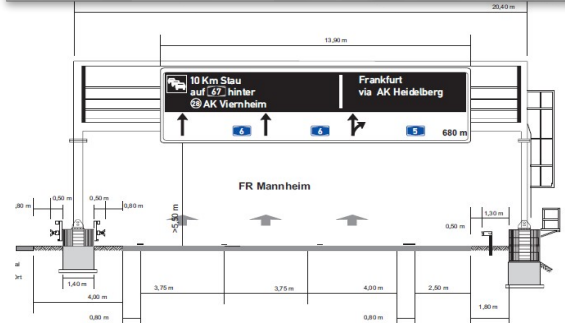 20,40 m
13,90 m
10 Km Stau
auf 67 hinter
28 AK Viernheim
Frankfurt
via AK Heidelberg
6
6
5
680 m
>5,50 m
FR Mannheim
,80 m
0,50 m
0,50 m
0,80 m
1,30 m
0,50 m
al
1,40 m
4,00 m
3,75 m
3,75 m
4,00 m
2,50 m
1,80 m
0,80 m
0,80 m